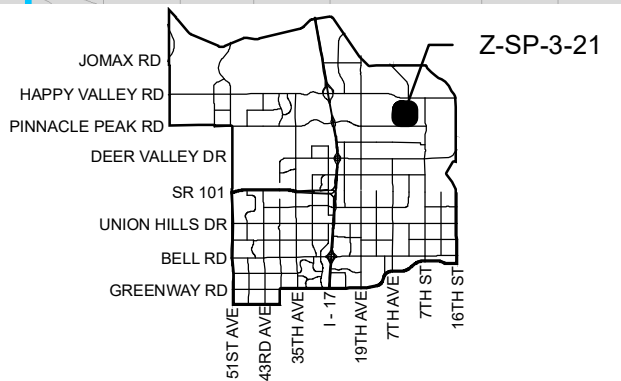 Z-SP-3-21
JOMAX RD
HAPPY VALLEY RD
PINNACLE PEAK RD
DEER VALLEY DR
SR 101
UNION HILLS DR
BELL RD
GREENWAY RD
51ST AVE
43RD AVE
35TH AVE
I - 17
19TH AVE
7TH AVE
7TH ST
16TH ST